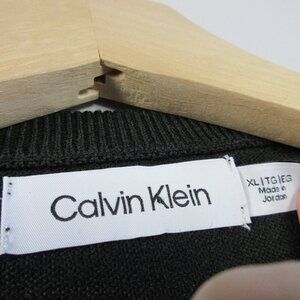 Calvin Klein
XL|TG|EG
Made in
Jordan